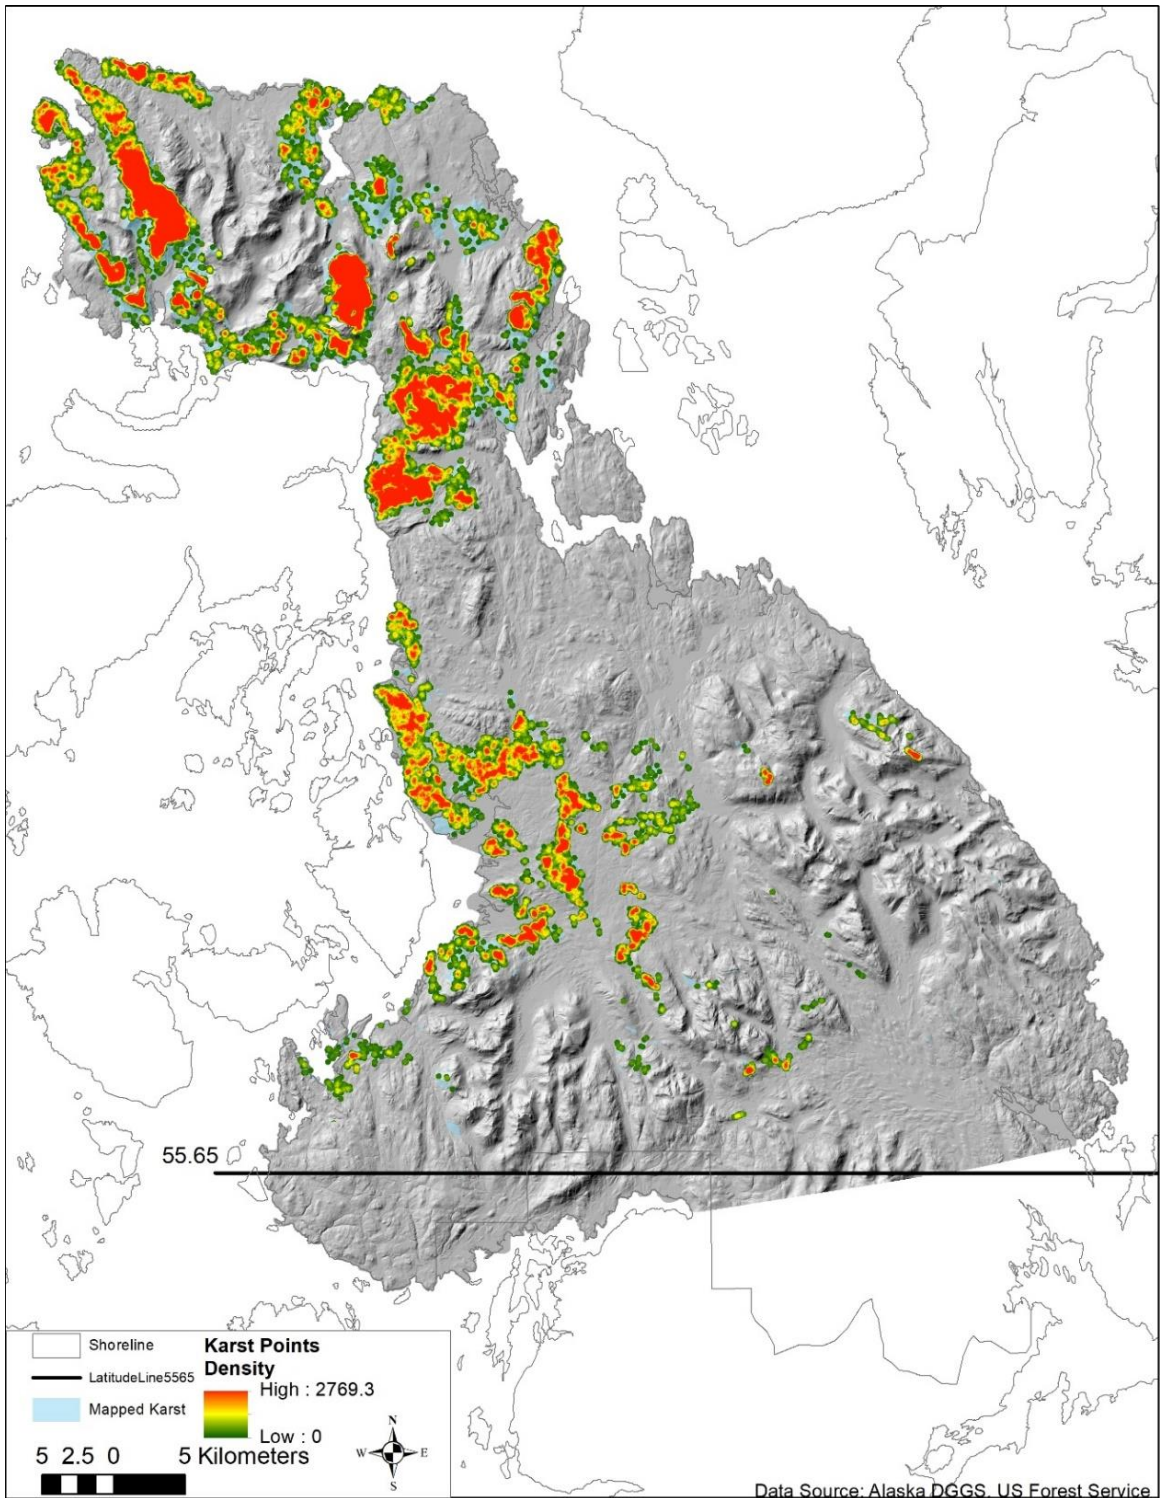 55.65
Shoreline
LatitudeLine5565
Mapped Karst
Karst Points
Density
High : 2769.3
Low : 0
5 2.5 0 5 Kilometers
N
W E
S
Data Source: Alaska DGGS, US Forest Service